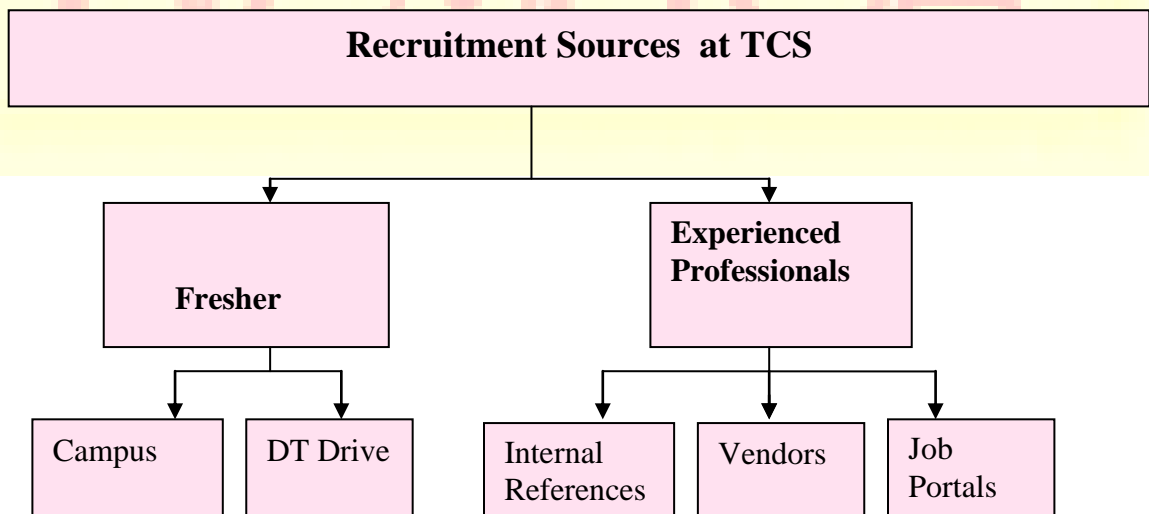 Recruitment Sources at TCS
Fresher
Experienced
Professionals
Campus
DT Drive
Internal
References
Vendors
Job
Portals